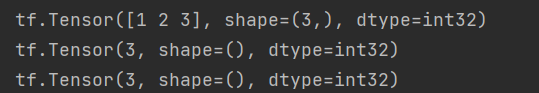 tf.Tensor([1 2 3], shape=(3,), dtype=int32)
tf.Tensor(3, shape=(), dtype=int32)
tf.Tensor(3, shape=(), dtype=int32)